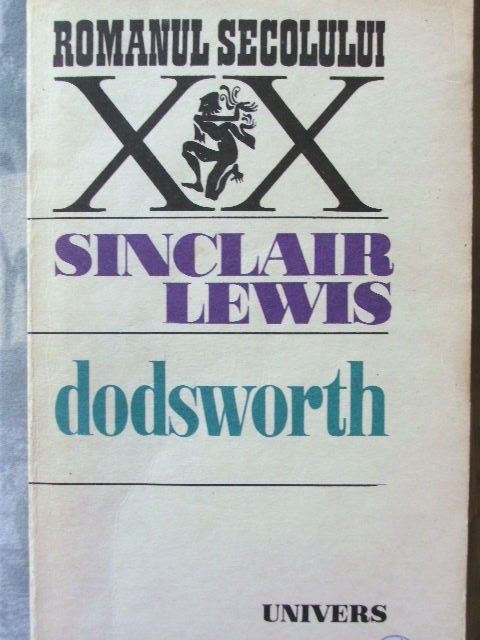 ROMANUL SECOLULUI
XX
SINCLAIR
LEWIS
dodsworth
UNIVERS